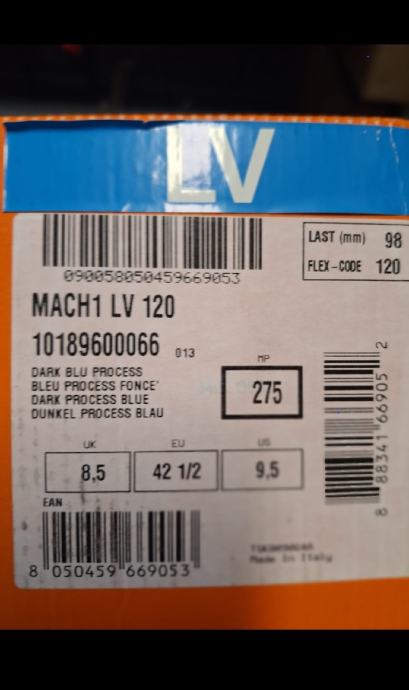 LV
090058050459669053
LAST (mm) 98
FLEX-CODE 120
MACH1 LV 120
10189600066 013
DARK BLU PROCESS
BLEU PROCESS FONCE'
DARK PROCESS BLUE
DUNKEL PROCESS BLAU
MP
275
UK EU US
8,5 42 1/2 9,5
EAN
8 050459 669053
8 88341 66905 2
Made in Italy